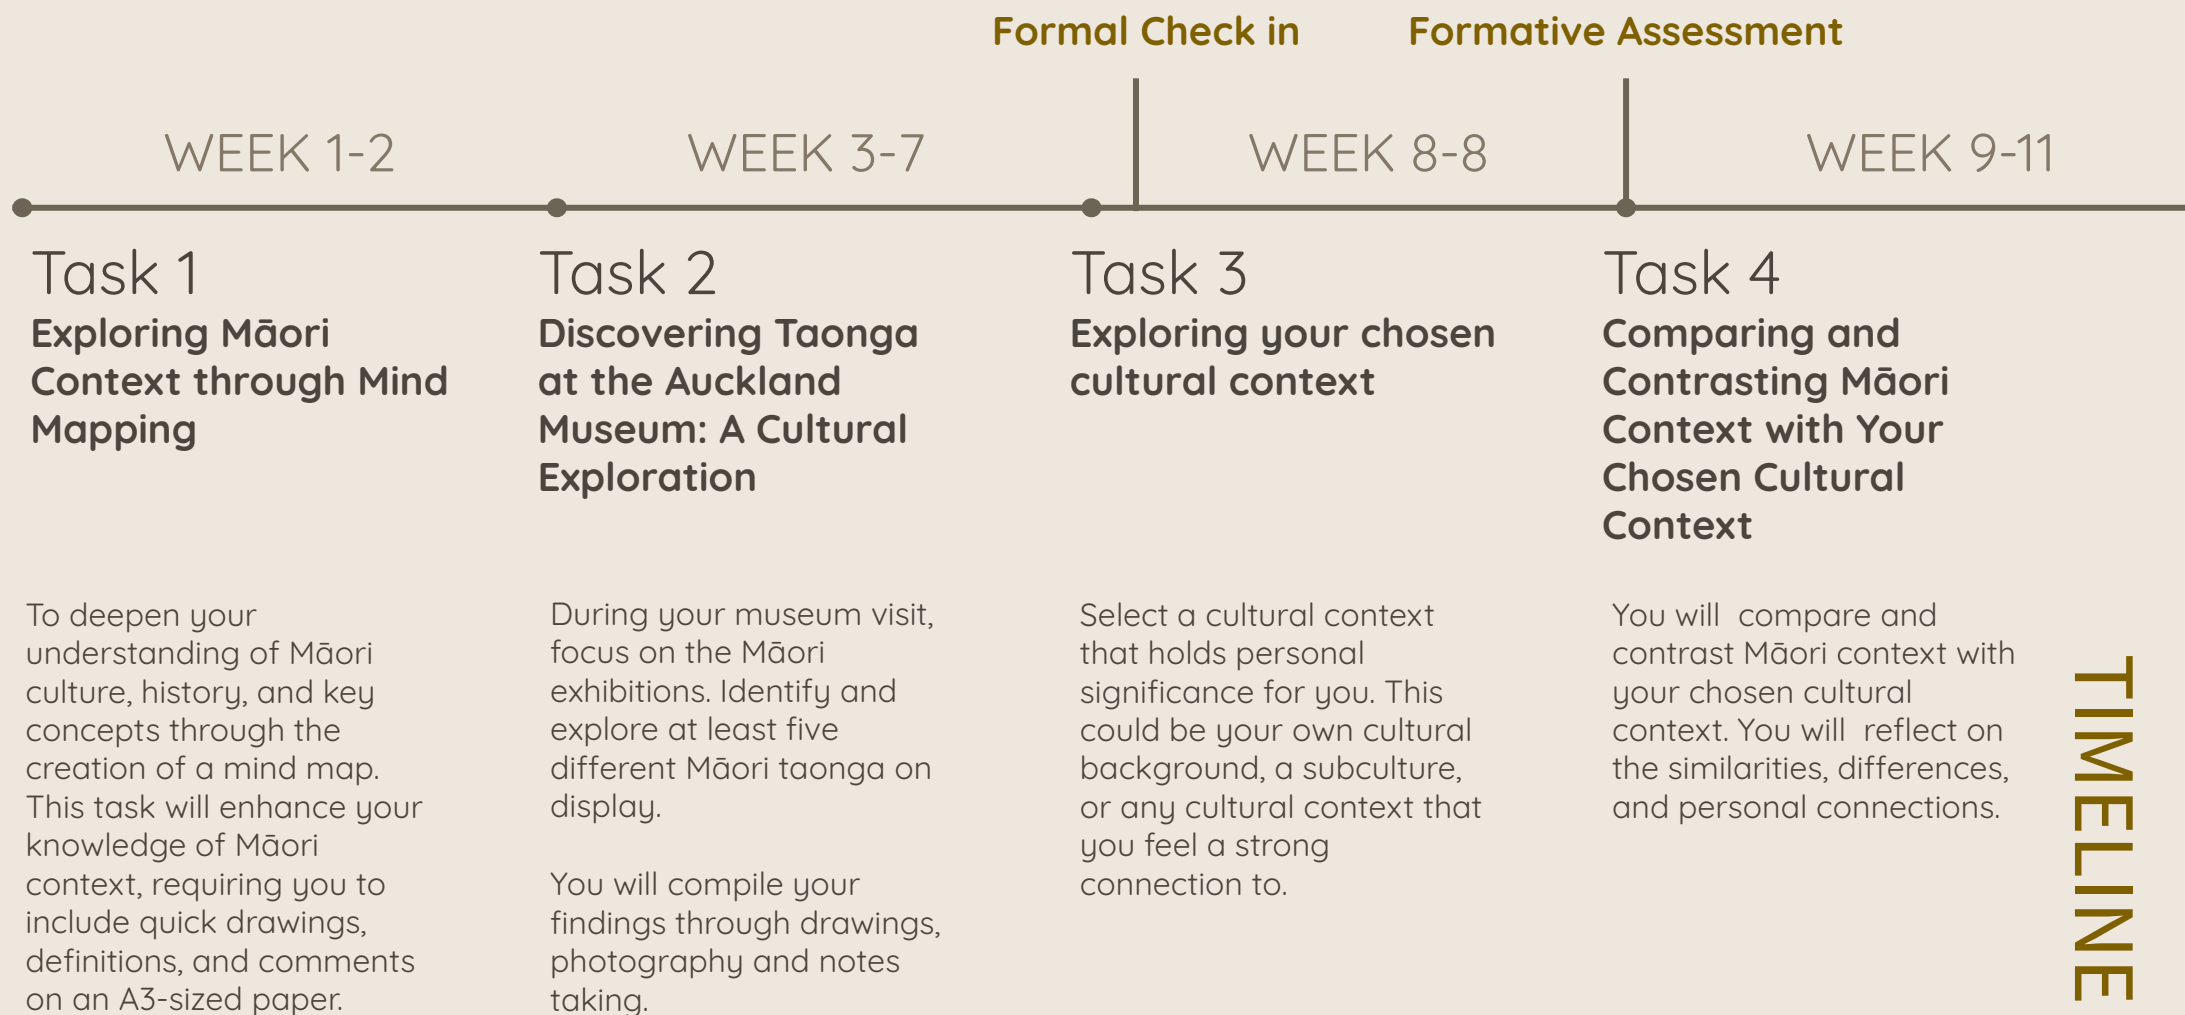 Formal Check in
Formative Assessment
WEEK 1-2
WEEK 3-7
WEEK 8-8
WEEK 9-11
Task 1
Exploring Māori
Context through Mind
Mapping
To deepen your
understanding of Māori
culture, history, and key
concepts through the
creation of a mind map.
This task will enhance your
knowledge of Māori
context, requiring you to
include quick drawings,
definitions, and comments
on an A3-sized paper.
Task 2
Discovering Taonga
at the Auckland
Museum: A Cultural
Exploration
During your museum visit,
focus on the Māori
exhibitions. Identify and
explore at least five
different Māori taonga on
display.
You will compile your
findings through drawings,
photography and notes
taking.
Task 3
Exploring your chosen
cultural context
Select a cultural context
that holds personal
significance for you. This
could be your own cultural
background, a subculture,
or any cultural context that
you feel a strong
connection to.
Task 4
Comparing and
Contrasting Māori
Context with Your
Chosen Cultural
Context
You will  compare and
contrast Māori context with
your chosen cultural
context. You will  reflect on
the similarities, differences,
and personal connections.
TIMELINE